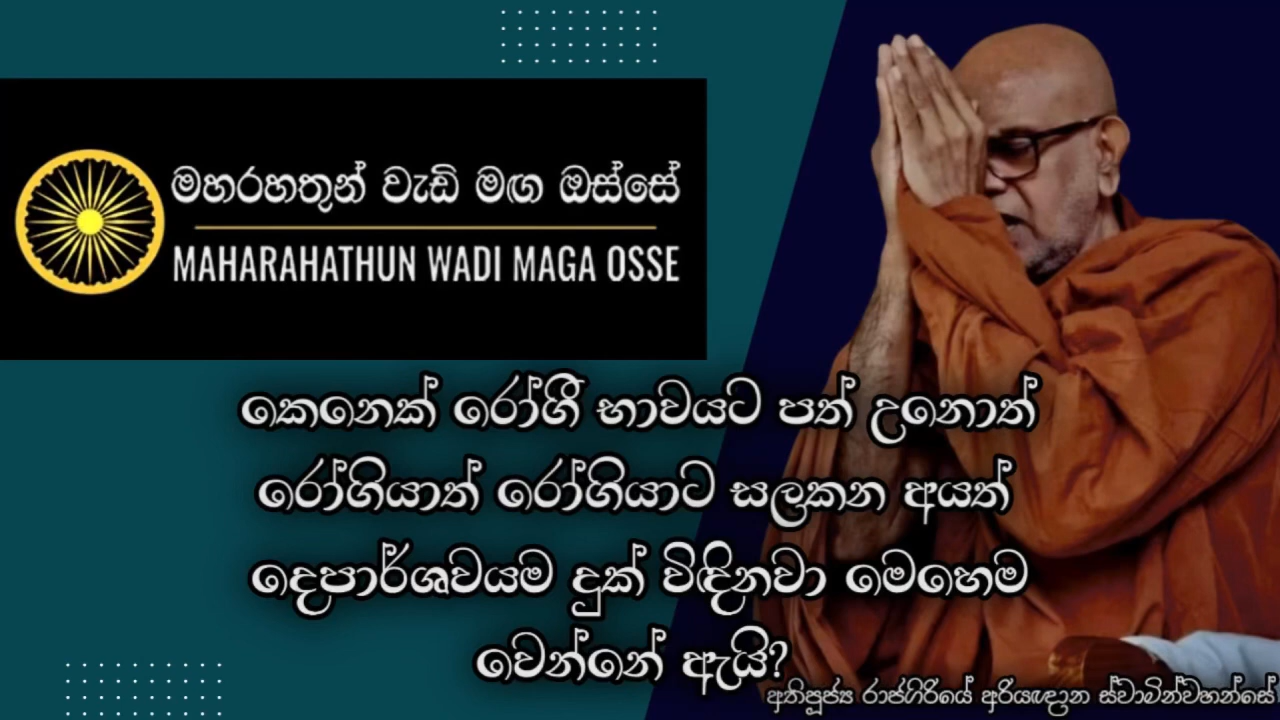 මහරහතුන් වැඩි මඟ ඔස්සේ
MAHARAHATHUN WADI MAGA OSSE
කෙනෙක් රෝගී භාවයට පත් උනොත්
රෝගියාත් රෝගියාට සලකන අයත්
දෙපාර්ශවයම දුක් විඳිනවා මෙහෙම
වෙන්නේ ඇයි?
අතිපූජ්‍ය රාජගිරියේ අරියඤාන ස්වාමින්වහන්සේ